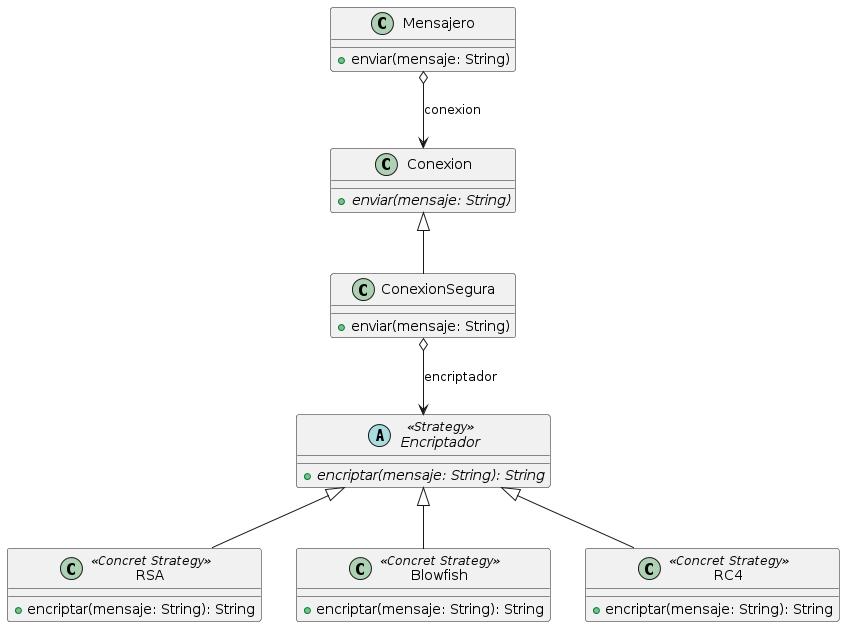 C Mensajero
enviar(mensaje: String)
conexion
C Conexion
enviar(mensaje: String)
C ConexionSegura
enviar(mensaje: String)
encriptador
A «Strategy»
Encriptador
encriptar(mensaje: String): String
C «Concret Strategy»
RSA
encriptar(mensaje: String): String
C «Concret Strategy»
Blowfish
encriptar(mensaje: String): String
C «Concret Strategy»
RC4
encriptar(mensaje: String): String